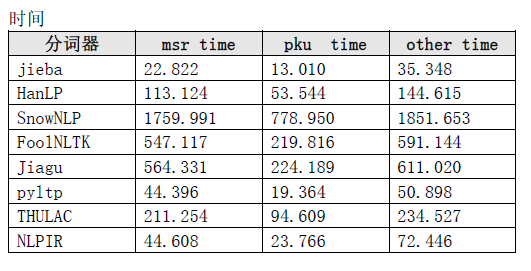 时间
分词器 msr time pku time other time
jieba 22.822 13.010 35.348
HanLP 113.124 53.544 144.615
SnowNLP 1759.991 778.950 1851.653
FoolNLTK 547.117 219.816 591.144
Jiagu 564.331 224.189 611.020
pyltp 44.396 19.364 50.898
THULAC 211.254 94.609 234.527
NLPIR 44.608 23.766 72.446